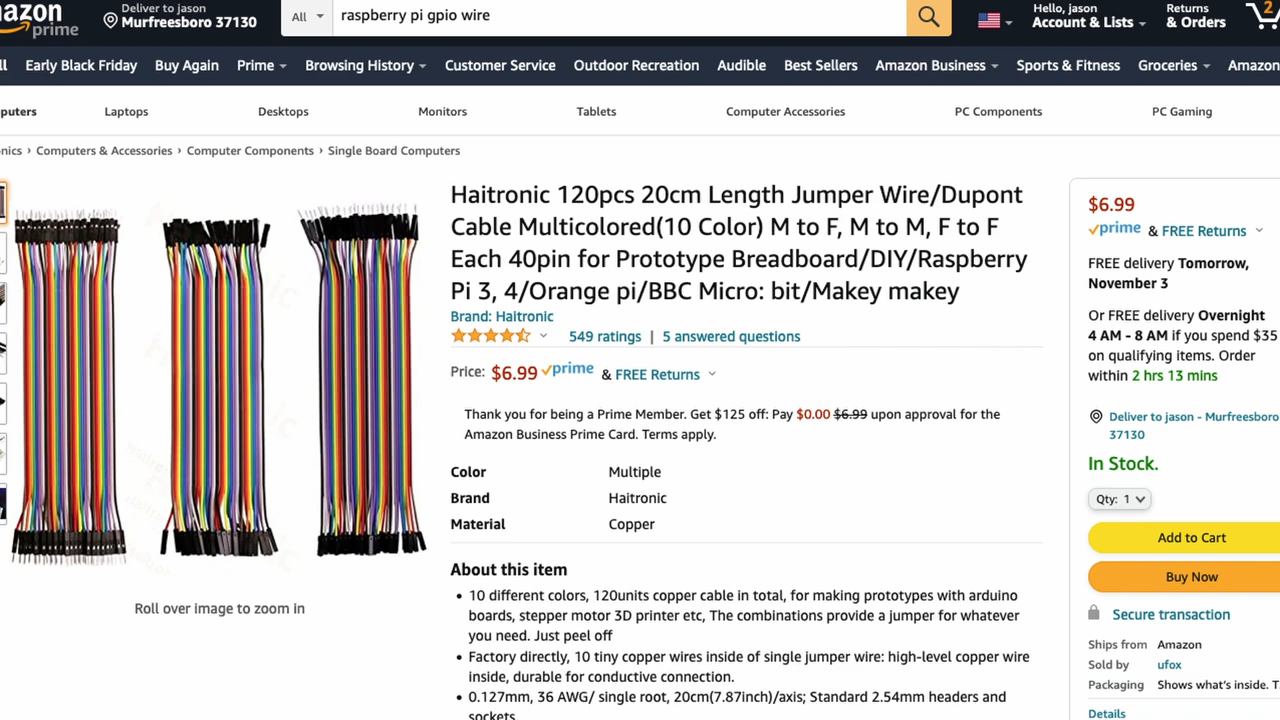 mazon
prime
Deliver to jason
Murfreesboro 37130
All
raspberry pi gpio wire
Hello, jason
Account & Lists
Returns
& Orders
2
ll
Early Black Friday
Buy Again
Prime
Browsing History
Customer Service
Outdoor Recreation
Audible
Best Sellers
Amazon Business
Sports & Fitness
Groceries
Amazon
puters
Laptops
Desktops
Monitors
Tablets
Computer Accessories
PC Components
PC Gaming
onics › Computers & Accessories › Computer Components › Single Board Computers
Haitronic 120pcs 20cm Length Jumper Wire/Dupont
Cable Multicolored(10 Color) M to F, M to M, F to F
Each 40pin for Prototype Breadboard/DIY/Raspberry
Pi 3, 4/Orange pi/BBC Micro: bit/Makey makey
Brand: Haitronic
549 ratings | 5 answered questions
Price: $6.99 prime & FREE Returns
Thank you for being a Prime Member. Get $125 off: Pay $0.00 $6.99 upon approval for the
Amazon Business Prime Card. Terms apply.
Color Multiple
Brand Haitronic
Material Copper
About this item
• 10 different colors, 120units copper cable in total, for making prototypes with arduino
boards, stepper motor 3D printer etc, The combinations provide a jumper for whatever
you need. Just peel off
• Factory directly, 10 tiny copper wires inside of single jumper wire: high-level copper wire
inside, durable for conductive connection.
• 0.127mm, 36 AWG/ single root, 20cm(7.87inch)/axis; Standard 2.54mm headers and
sockets
Roll over image to zoom in
$6.99
prime & FREE Returns
FREE delivery Tomorrow,
November 3
Or FREE delivery Overnight
4 AM - 8 AM if you spend $35
on qualifying items. Order
within 2 hrs 13 mins
Deliver to jason - Murfreesboro
37130
In Stock.
Qty: 1
Add to Cart
Buy Now
Secure transaction
Ships from Amazon
Sold by ufox
Packaging Shows what's inside. T
Details